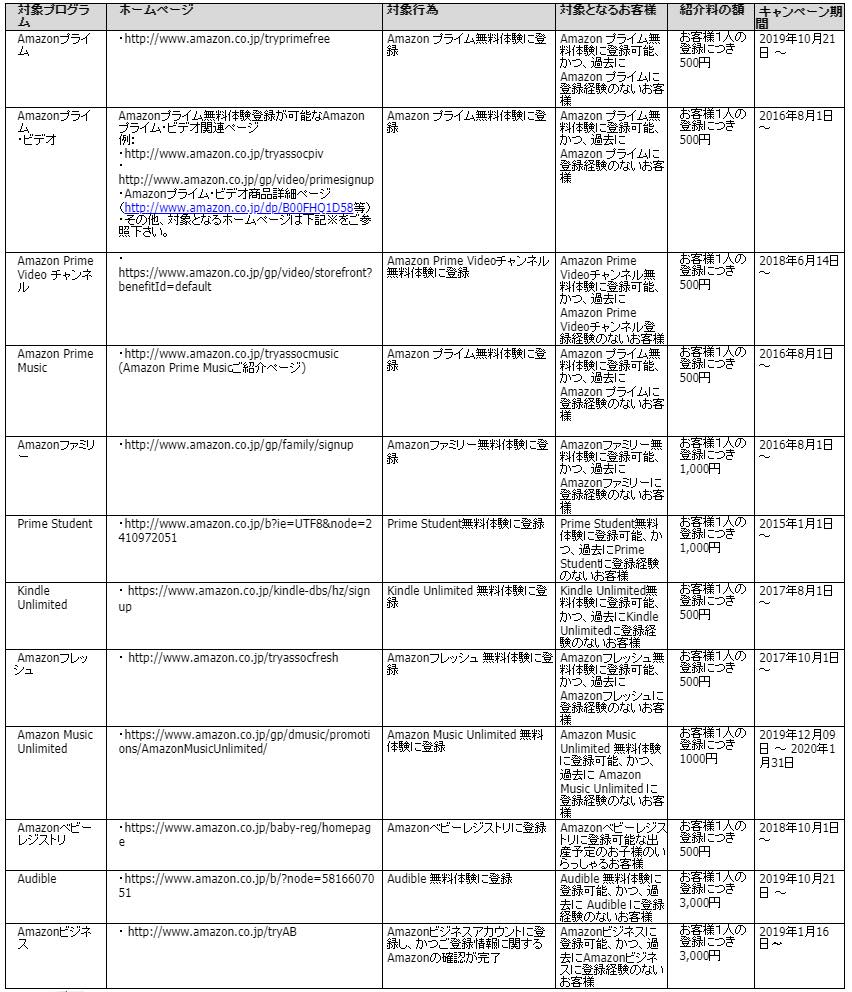 対象プログラ
ム
ホームページ
対象行為
対象となるお客様
紹介料の額
キャンペーン期
間
Amazonプライ
ム
・http://www.amazon.co.jp/tryprimefree
Amazon プライム無料体験に登
録
Amazon プライム無
料体験に登録可能、
かつ、過去に
Amazon プライムに
登録経験のないお客
様
お客様1人の
登録につき
500円
2019年10月21
日 ～
Amazonプライ
ム
・ビデオ
Amazonプライム無料体験登録が可能なAmazon
プライム・ビデオ関連ページ
例:
・http://www.amazon.co.jp/tryassocpiv
・
http://www.amazon.co.jp/gp/video/primesignup
・Amazonプライム・ビデオ商品詳細ページ
（http://www.amazon.co.jp/dp/B00FHO1D58等）
・その他、対象となるホームページは下記※をご参
照下さい。
Amazon プライム無料体験に登
録
Amazon プライム無
料体験に登録可能、
かつ、過去に
Amazon プライムに
登録経験のないお客
様
お客様1人の
登録につき
500円
2016年8月1日
～
Amazon Prime
Video チャンネ
ル
・
https://www.amazon.co.jp/gp/video/storefront?
benefitId=default
Amazon Prime Videoチャンネル
無料体験に登録
Amazon Prime
Videoチャンネル無
料体験に登録可能、
かつ、過去に
Amazon Prime
Videoチャンネル登
録経験のないお客様
お客様1人の
登録につき
500円
2018年6月14日
～
Amazon Prime
Music
・http://www.amazon.co.jp/tryassocmusic
(Amazon Prime Musicご紹介ページ)
Amazon プライム無料体験に登
録
Amazon プライム無
料体験に登録可能、
かつ、過去に
Amazon プライムに
登録経験のないお客
様
お客様1人の
登録につき
500円
2016年8月1日
～
Amazonファミリ
ー
・http://www.amazon.co.jp/gp/family/signup
Amazonファミリー無料体験に登
録
Amazonファミリー無
料体験に登録可能、
かつ、過去に
Amazonファミリーに
登録経験のないお客
様
お客様1人の
登録につき
1,000円
2016年8月1日
～
Prime Student
・http://www.amazon.co.jp/b?ie=UTF8&node=2
410972051
Prime Student無料体験に登録
Prime Student無料
体験に登録可能、か
つ、過去にPrime
Studentに登録経験
のないお客様
お客様1人の
登録につき
1,000円
2015年1月1日
～
Kindle
Unlimited
・ https://www.amazon.co.jp/kindle-dbs/hz/sign
up
Kindle Unlimited 無料体験に登
録
Kindle Unlimited無
料体験に登録可能、
かつ、過去にKindle
Unlimitedに登録経
験のないお客様
お客様1人の
登録につき
500円
2017年8月1日
～
Amazonフレッ
シュ
・ http://www.amazon.co.jp/tryassocfresh
Amazonフレッシュ 無料体験に登
録
Amazonフレッシュ無
料体験に登録可能、
かつ、過去に
Amazonフレッシュに
登録経験のないお客
様
お客様1人の
登録につき
500円
2017年10月1日
～
Amazon Music
Unlimited
・https://www.amazon.co.jp/gp/dmusic/promoti
ons/AmazonMusicUnlimited/
Amazon Music Unlimited 無料
体験に登録
Amazon Music
Unlimited 無料体験
に登録可能、かつ、
過去に Amazon
Music Unlimited に
登録経験のないお客
様
お客様1人の
登録につき
1000円
2019年12月09
日 ～ 2020年1
月31日
Amazonベビー
レジストリ
・https://www.amazon.co.jp/baby-reg/homepag
e
Amazonベビーレジストリに登録
Amazonベビーレジス
トリに登録可能な出
産予定のお子様のい
らっしゃるお客様
お客様1人の
登録につき
500円
2018年10月1日
～
Audible
・https://www.amazon.co.jp/b/?node=58166070
51
Audible 無料体験に登録
Audible 無料体験に
登録可能、かつ、過
去に Audible に登録
経験のないお客様
お客様1人の
登録につき
3,000円
2019年10月21
日 ～
Amazonビジネ
ス
・ http://www.amazon.co.jp/tryAB
Amazonビジネスアカウントに登
録し、かつご登録情報に関する
Amazonの確認が完了
Amazonビジネスに
登録可能、かつ、過
去にAmazonビジネ
スに登録経験のない
お客様
お客様1人の
登録につき
3,000円
2019年1月16
日～